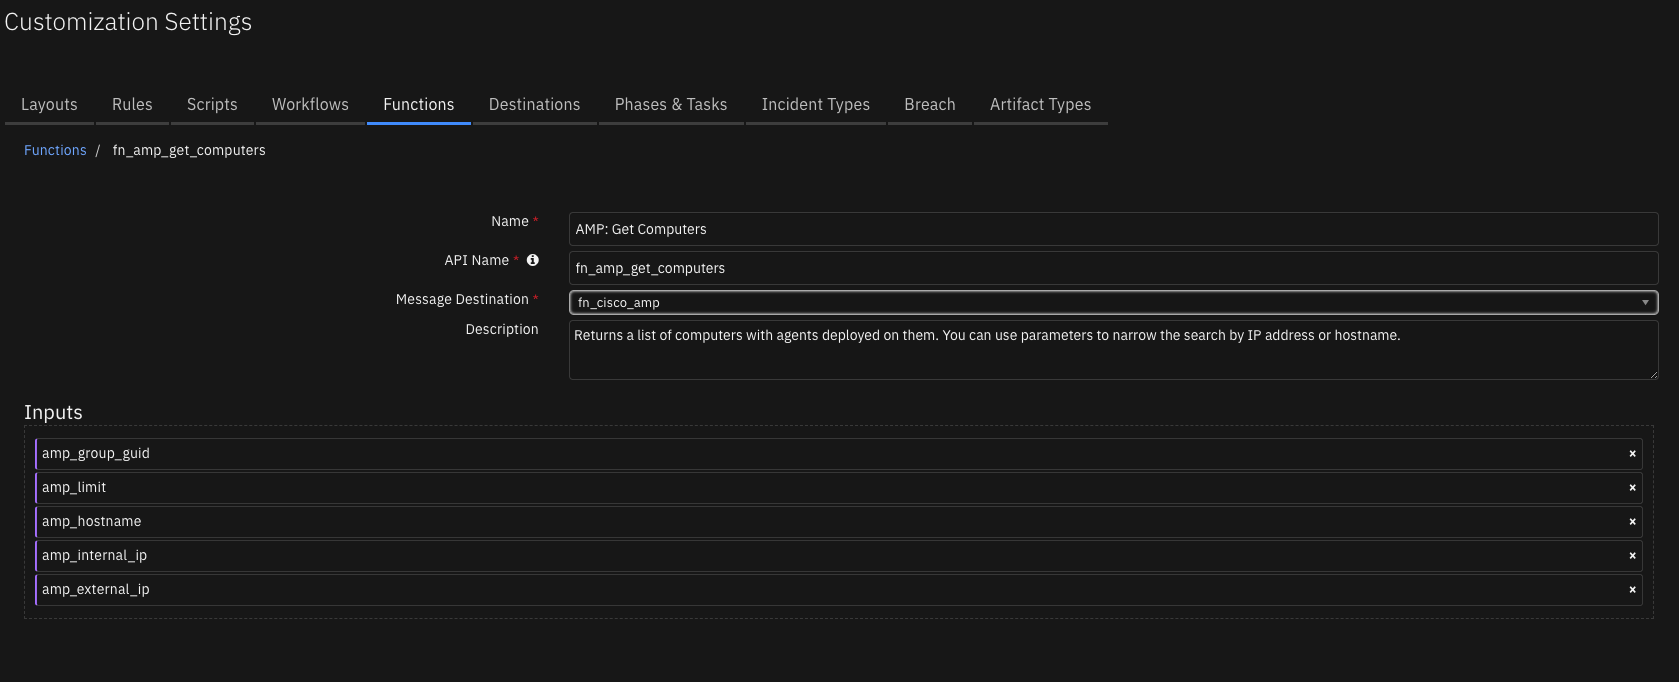 Customization Settings
Layouts Rules Scripts Workflows Functions Destinations Phases & Tasks Incident Types Breach Artifact Types
Functions / fn_amp_get_computers
Name * AMP: Get Computers
API Name * fn_amp_get_computers
Message Destination * fn_cisco_amp
Description Returns a list of computers with agents deployed on them. You can use parameters to narrow the search by IP address or hostname.
Inputs
amp_group_guid ×
amp_limit ×
amp_hostname ×
amp_internal_ip ×
amp_external_ip ×